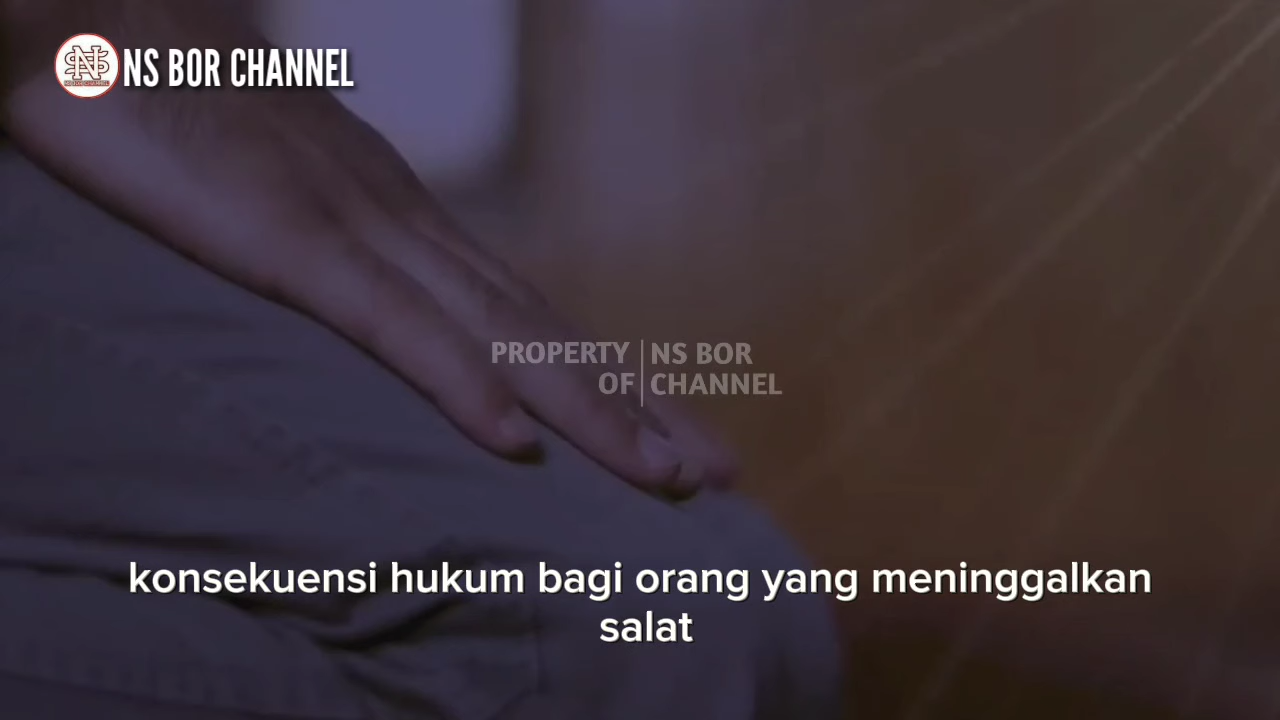 NS BOR CHANNEL
PROPERTY OF
NS BOR CHANNEL
konsekuensi hukum bagi orang yang meninggalkan
salat